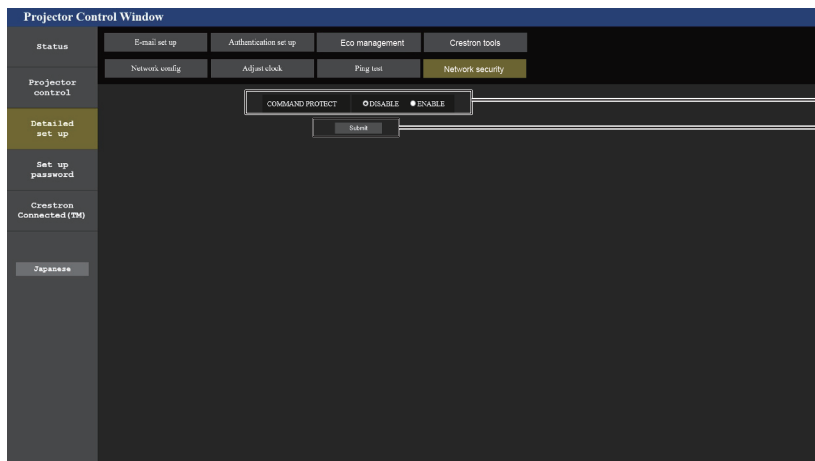 Projector Control Window
Status
E-mail set up
Authentication set up
Eco management
Crestron tools
Network config
Adjust clock
Ping test
Network security
Projector
control
Detailed
set up
Set up
password
Crestron
Connected(TM)
Japanese
COMMAND PROTECT DISABLE ENABLE
Submit